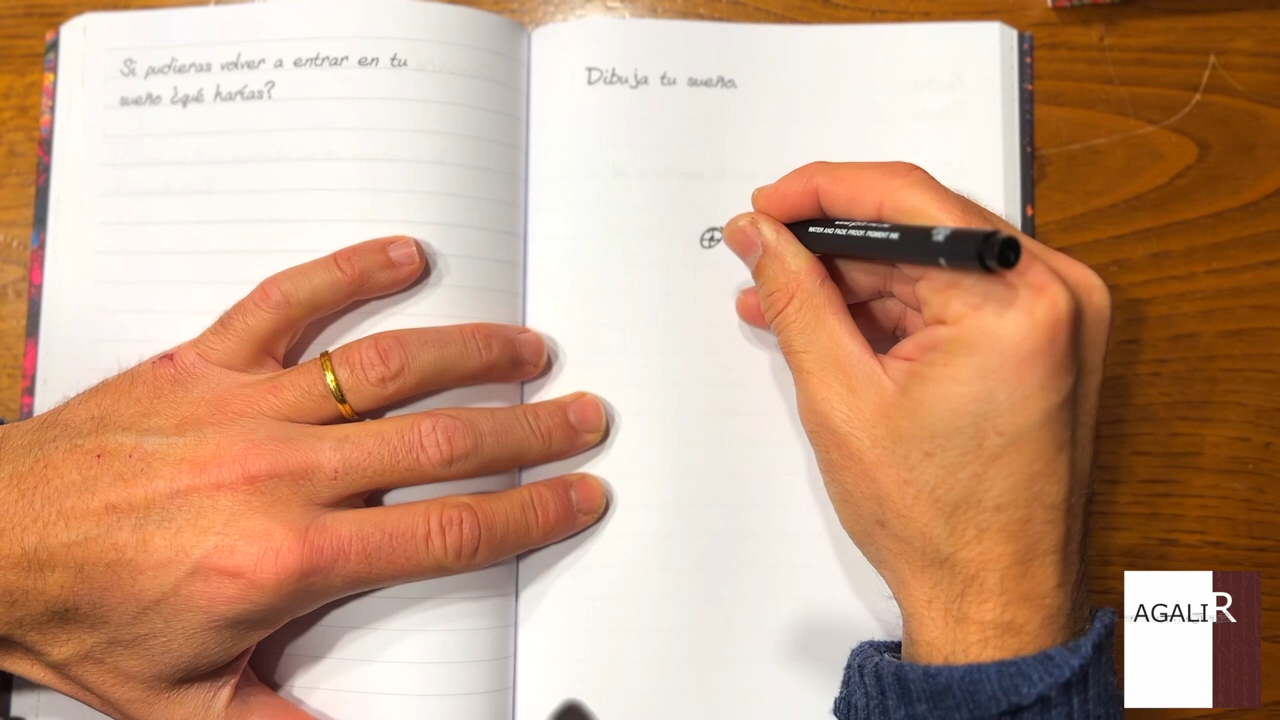 Si pudieras volver a entrar en tu
sueño ¿qué harías?
Dibuja tu sueño.
WATER AND FADE PROOF, PIGMENT INK
AGALIR